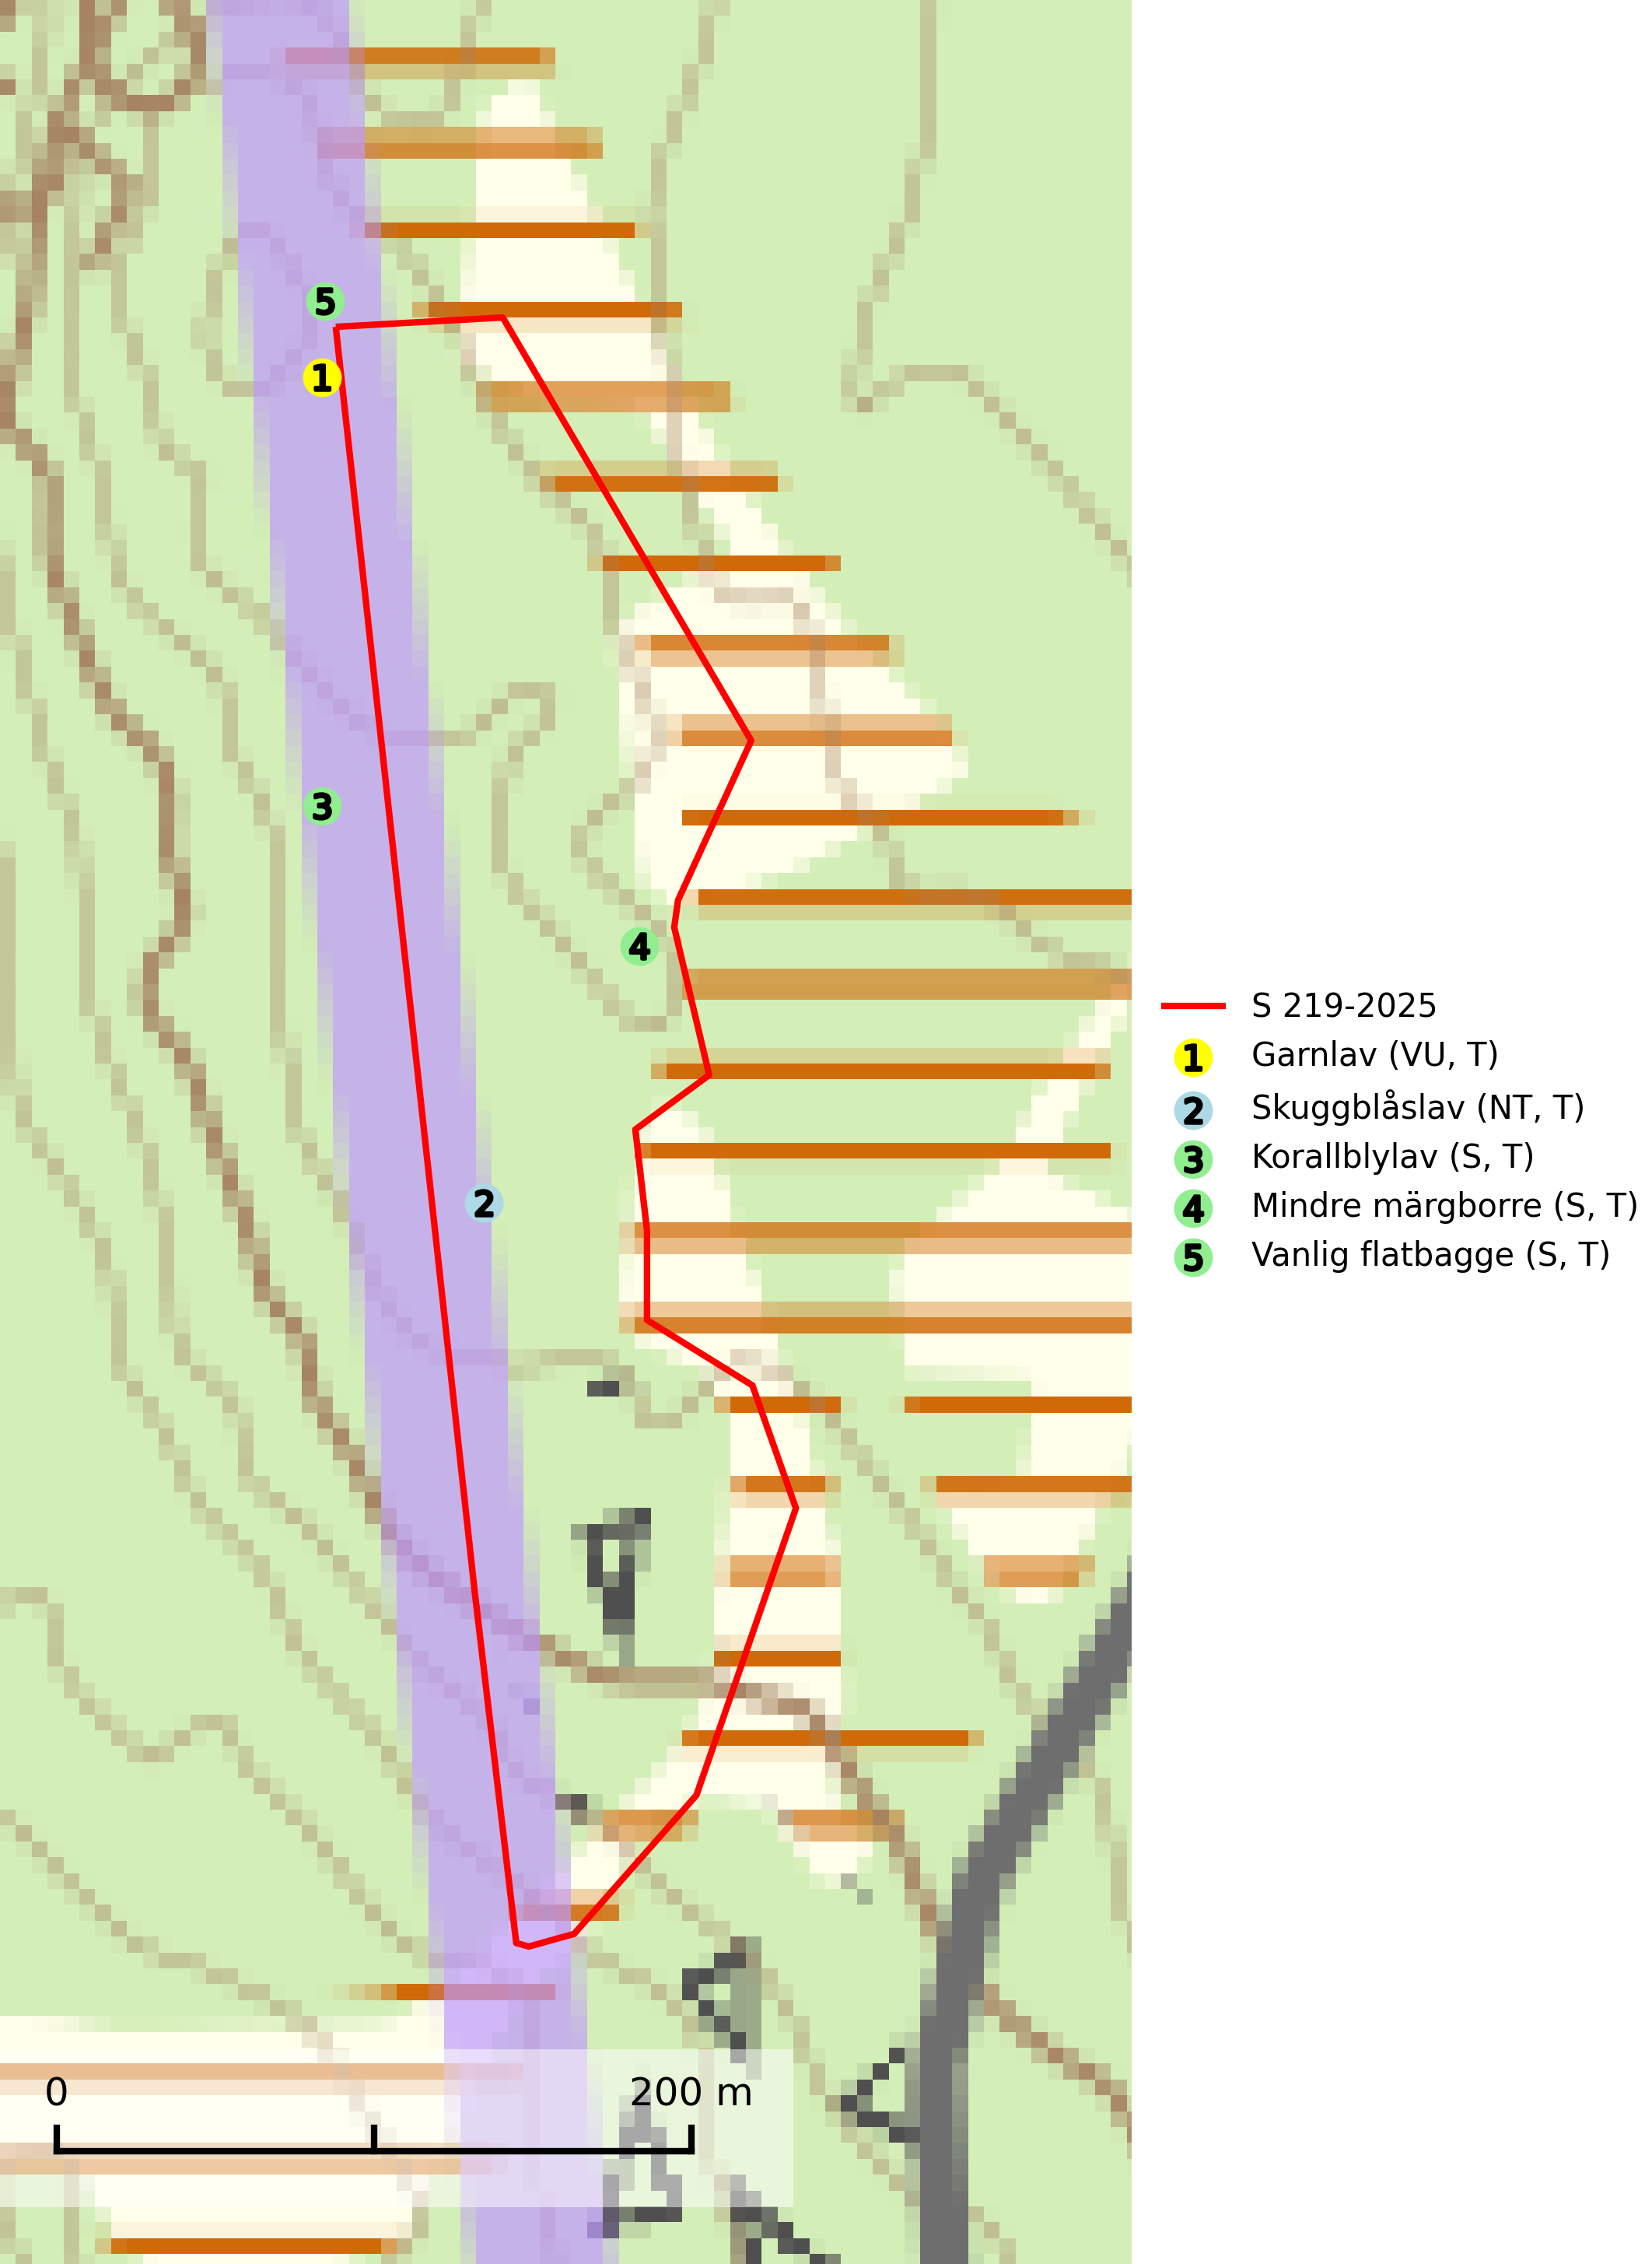 5
1
3
4
2
S 219-2025
1 Garnlav (VU, T)
2 Skuggblåslav (NT, T)
3 Korallblylav (S, T)
4 Mindre märgborre (S, T)
5 Vanlig flatbagge (S, T)
0 200 m